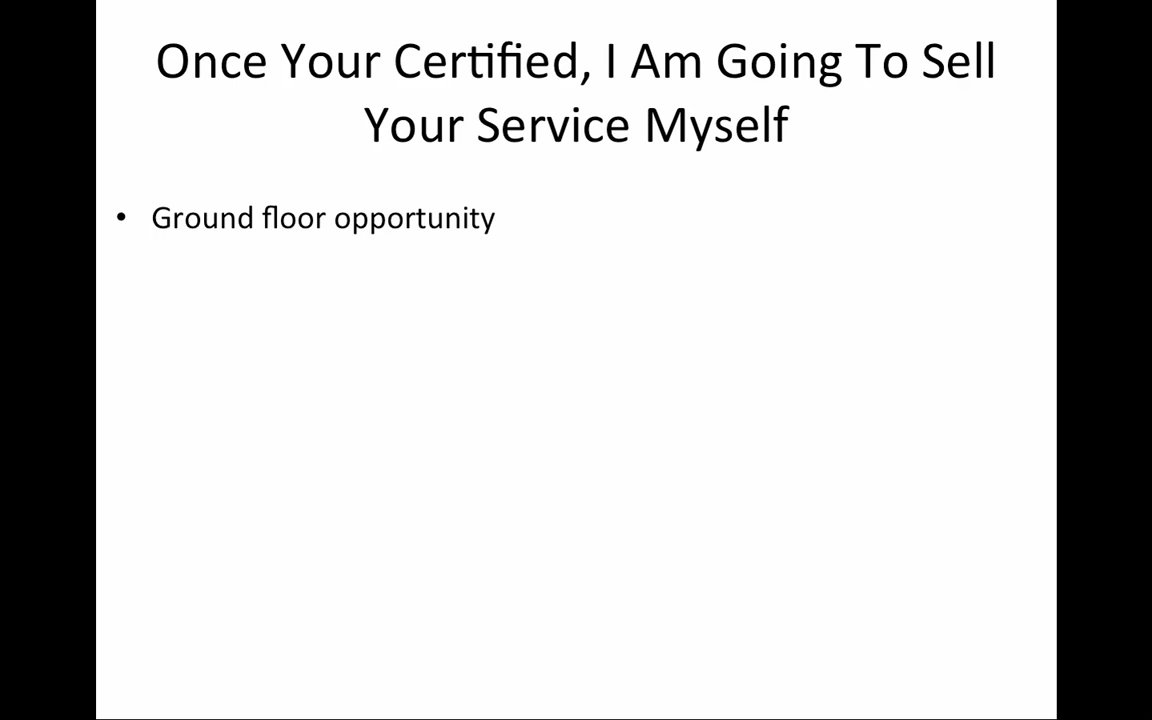 Once Your Certified, I Am Going To Sell
Your Service Myself
• Ground floor opportunity